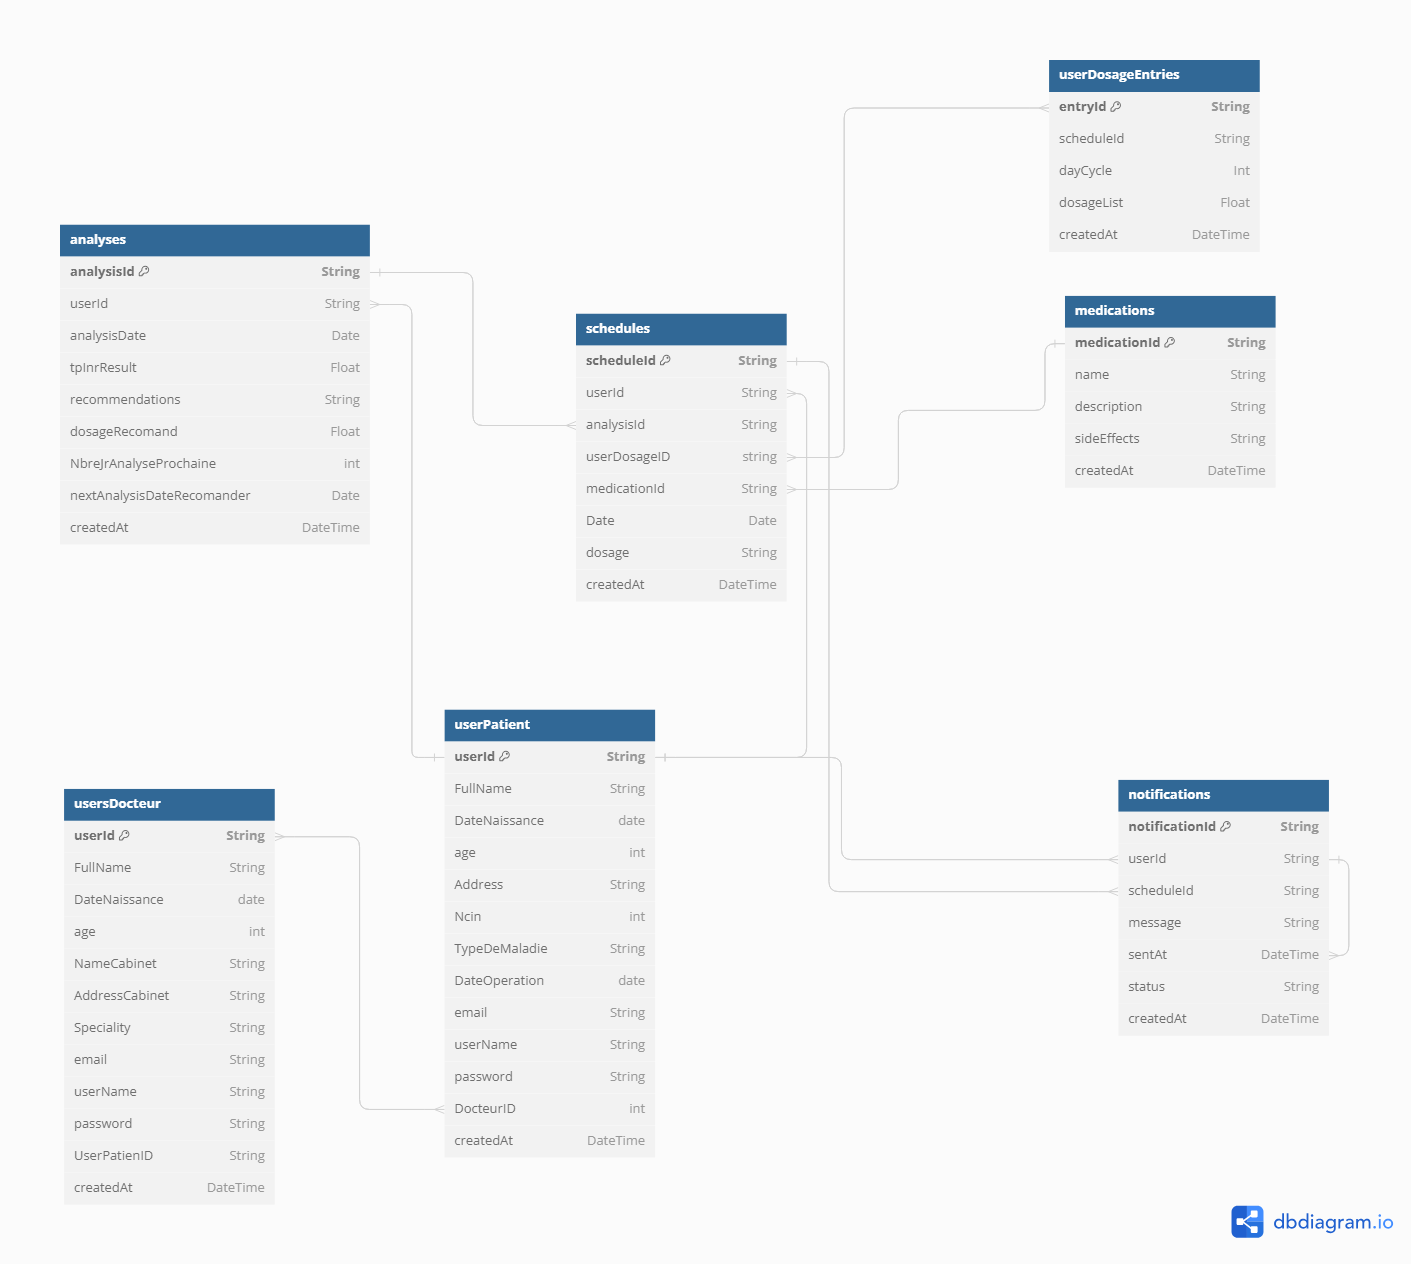 userDosageEntries
entryId String
scheduleId String
dayCycle Int
dosageList Float
createdAt DateTime
analyses
analysisId String
userId String
analysisDate Date
tpInrResult Float
recommendations String
dosageRecomand Float
NbreJrAnalyseProchaine int
nextAnalysisDateRecomander Date
createdAt DateTime
schedules
scheduleId String
userId String
analysisId String
userDosageID string
medicationId String
Date Date
dosage String
createdAt DateTime
medications
medicationId String
name String
description String
sideEffects String
createdAt DateTime
userPatient
userId String
FullName String
DateNaissance date
age int
Address String
Ncin int
TypeDeMaladie String
DateOperation date
email String
userName String
password String
DocteurID int
createdAt DateTime
usersDocteur
userId String
FullName String
DateNaissance date
age int
NameCabinet String
AddressCabinet String
Speciality String
email String
userName String
password String
UserPatienID String
createdAt DateTime
notifications
notificationId String
userId String
scheduleId String
message String
sentAt DateTime
status String
createdAt DateTime
dbdiagram.io